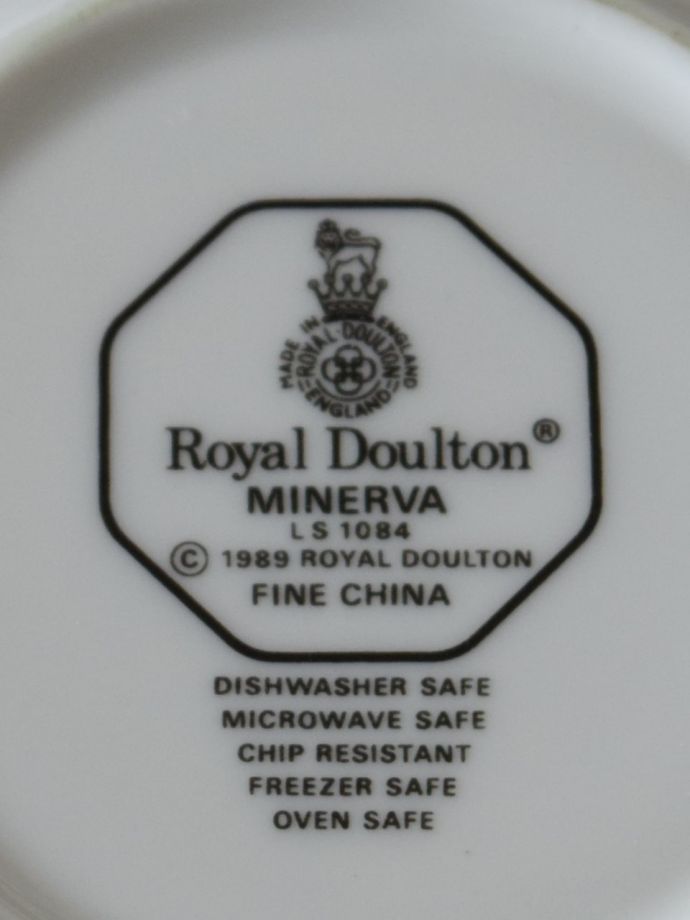 MADE IN ENGLAND
ROYAL·DOULTON
ENGLAND
Royal Doulton®
MINERVA
LS 1084
© 1989 ROYAL DOULTON
FINE CHINA
DISHWASHER SAFE
MICROWAVE SAFE
CHIP RESISTANT
FREEZER SAFE
OVEN SAFE